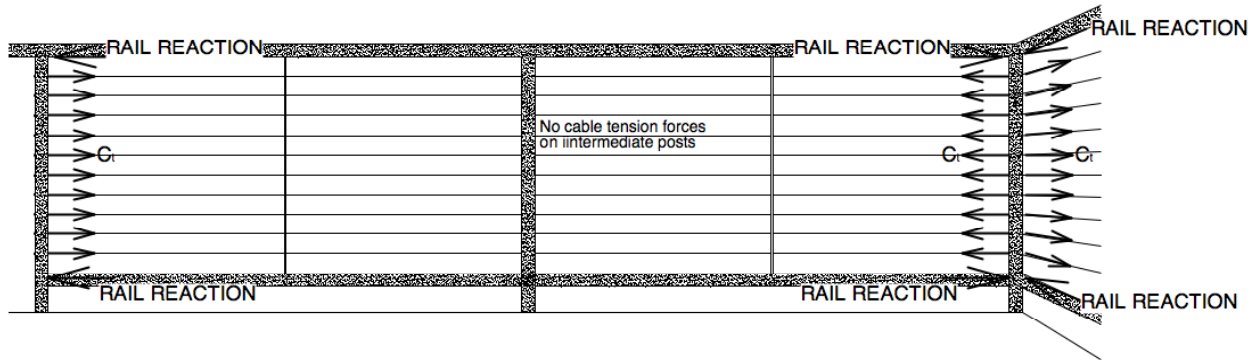 RAIL REACTION
RAIL REACTION
RAIL REACTION
No cable tension forces
on iintermediate posts
Ct
Ct
Ct
RAIL REACTION
RAIL REACTION
RAIL REACTION